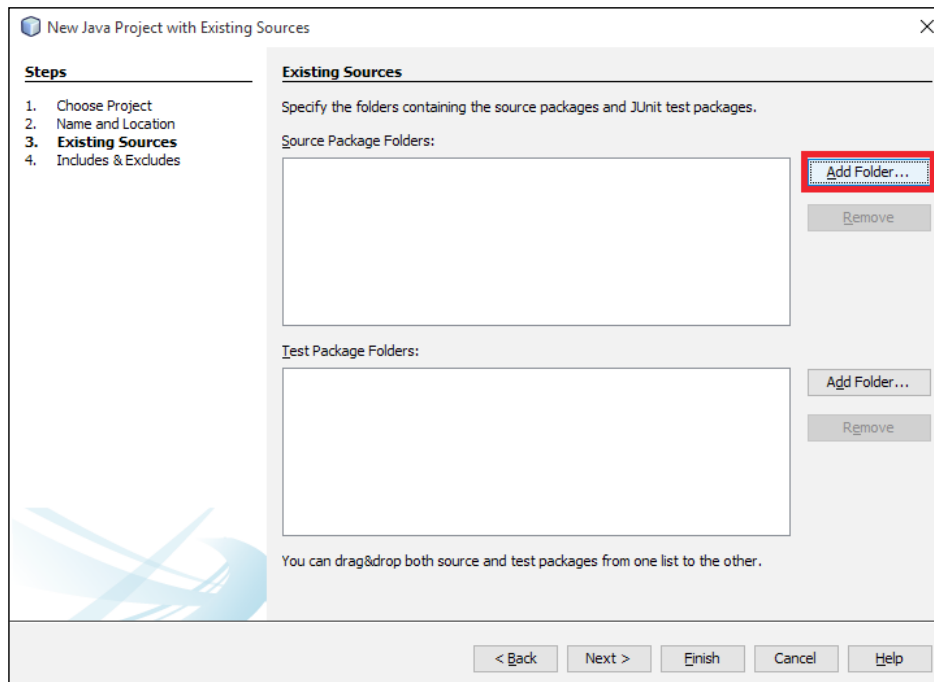 New Java Project with Existing Sources
Steps
1. Choose Project
2. Name and Location
3. Existing Sources
4. Includes & Excludes
Existing Sources
Specify the folders containing the source packages and JUnit test packages.
Source Package Folders:
Add Folder...
Remove
Test Package Folders:
Add Folder...
Remove
You can drag&drop both source and test packages from one list to the other.
< Back
Next >
Finish
Cancel
Help